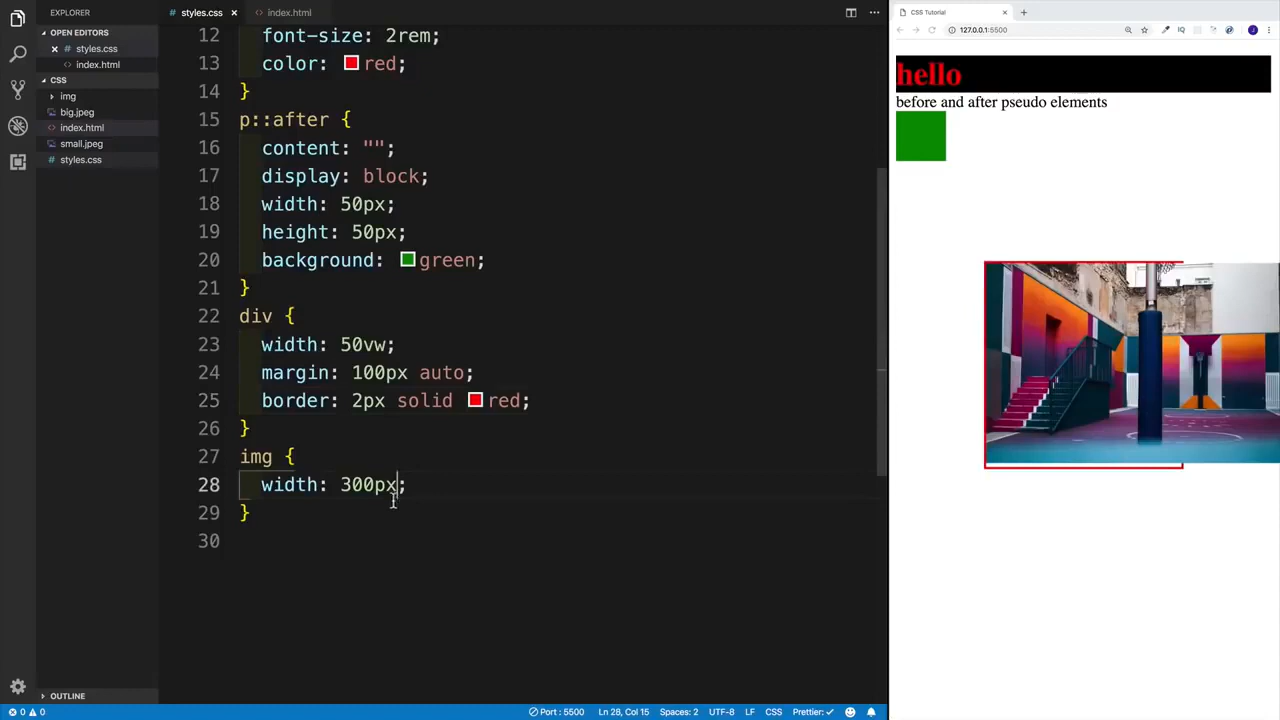 EXPLORER
OPEN EDITORS
styles.css
index.html
CSS
img
big.jpeg
index.html
small.jpeg
styles.css
OUTLINE
styles.css
index.html
12 font-size: 2rem;
13 color: red;
14 }
15 p::after {
16 content: "";
17 display: block;
18 width: 50px;
19 height: 50px;
20 background: green;
21 }
22 div {
23 width: 50vw;
24 margin: 100px auto;
25 border: 2px solid red;
26 }
27 img {
28 width: 300px;
29 }
30
0 0
Port : 5500
Ln 28, Col 15
Spaces: 2
UTF-8
LF
CSS
Prettier: ✓
CSS Tutorial
127.0.0.1:5500
IQ
J
hello
before and after pseudo elements